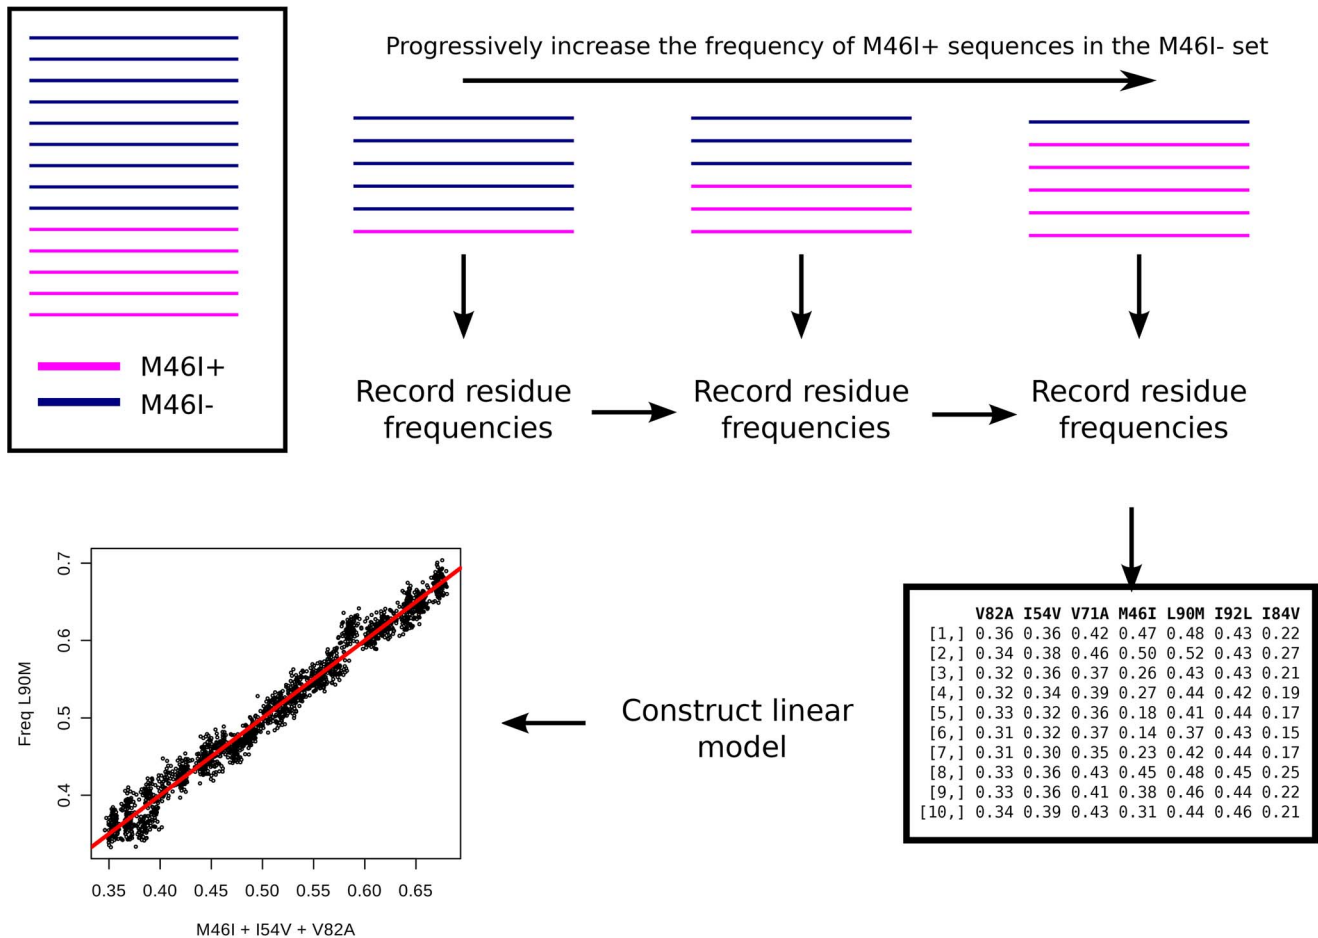 Progressively increase the frequency of M46I+ sequences in the M46I- set
M46I+
M46I-
Record residue
frequencies
Record residue
frequencies
Record residue
frequencies
V82A I54V V71A M46I L90M I92L I84V
[1,] 0.36 0.36 0.42 0.47 0.48 0.43 0.22
[2,] 0.34 0.38 0.46 0.50 0.52 0.43 0.27
[3,] 0.32 0.36 0.37 0.26 0.43 0.43 0.21
[4,] 0.32 0.34 0.39 0.27 0.44 0.42 0.19
[5,] 0.33 0.32 0.36 0.18 0.41 0.44 0.17
[6,] 0.31 0.32 0.37 0.14 0.37 0.43 0.15
[7,] 0.31 0.30 0.35 0.23 0.42 0.44 0.17
[8,] 0.33 0.36 0.43 0.45 0.48 0.45 0.25
[9,] 0.33 0.36 0.41 0.38 0.46 0.44 0.22
[10,] 0.34 0.39 0.43 0.31 0.44 0.46 0.21
Construct linear
model
Freq L90M
0.7
0.6
0.5
0.4
0.35 0.40 0.45 0.50 0.55 0.60 0.65
M46I + I54V + V82A